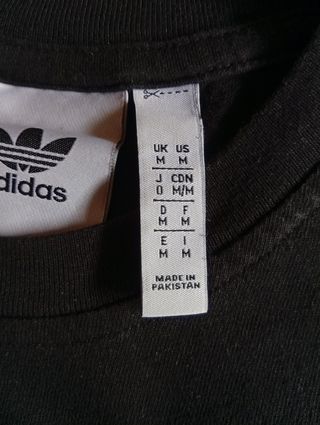 adidas
UK US
M M
J CDN
O M/M
D F
M M
E I
M M
MADE IN
PAKISTAN